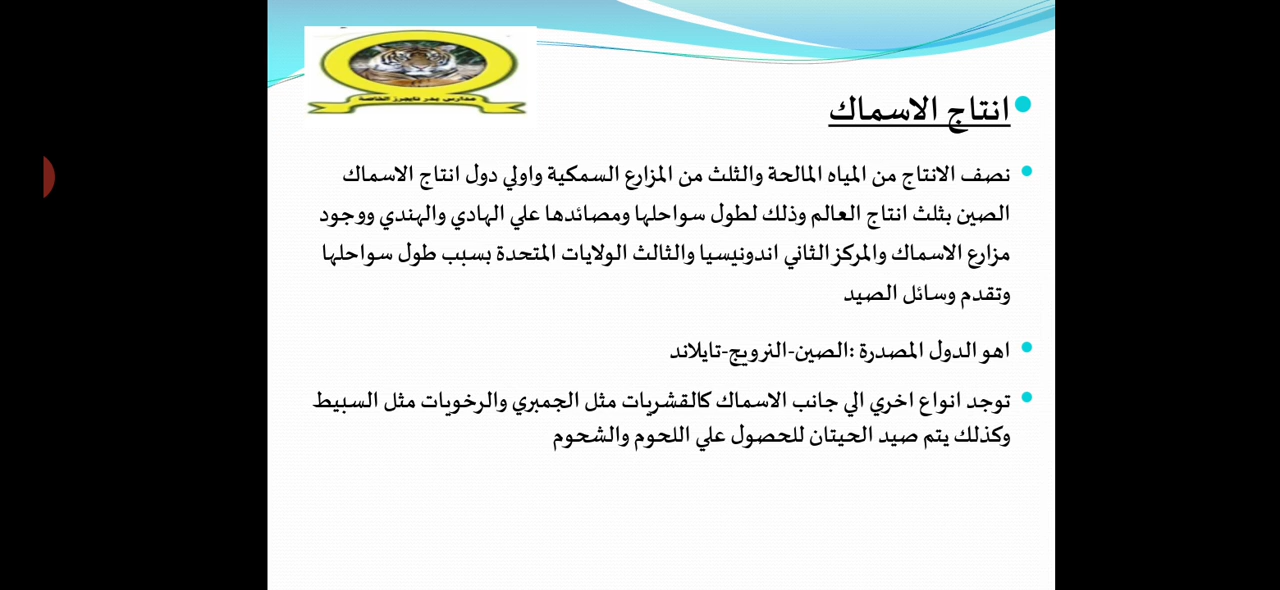 مدارس بدر تايجرز الخاصة
انتاج الاسماك
نصف الانتاج من المياه المالحة والثلث من المزارع السمكية واولي دول انتاج الاسماك
الصين بثلث انتاج العالم وذلك لطول سواحلها ومصائدها علي الهادي والهندي ووجود
مزارع الاسماك والمركز الثاني اندونيسيا والثالث الولايات المتحدة بسبب طول سواحلها
وتقدم وسائل الصيد
اهو الدول المصدرة :الصين-النرويج-تايلاند
توجد انواع اخري الي جانب الاسماك كالقشريات مثل الجمبري والرخويات مثل السبيط
وكذلك يتم صيد الحيتان للحصول علي اللحوم والشحوم